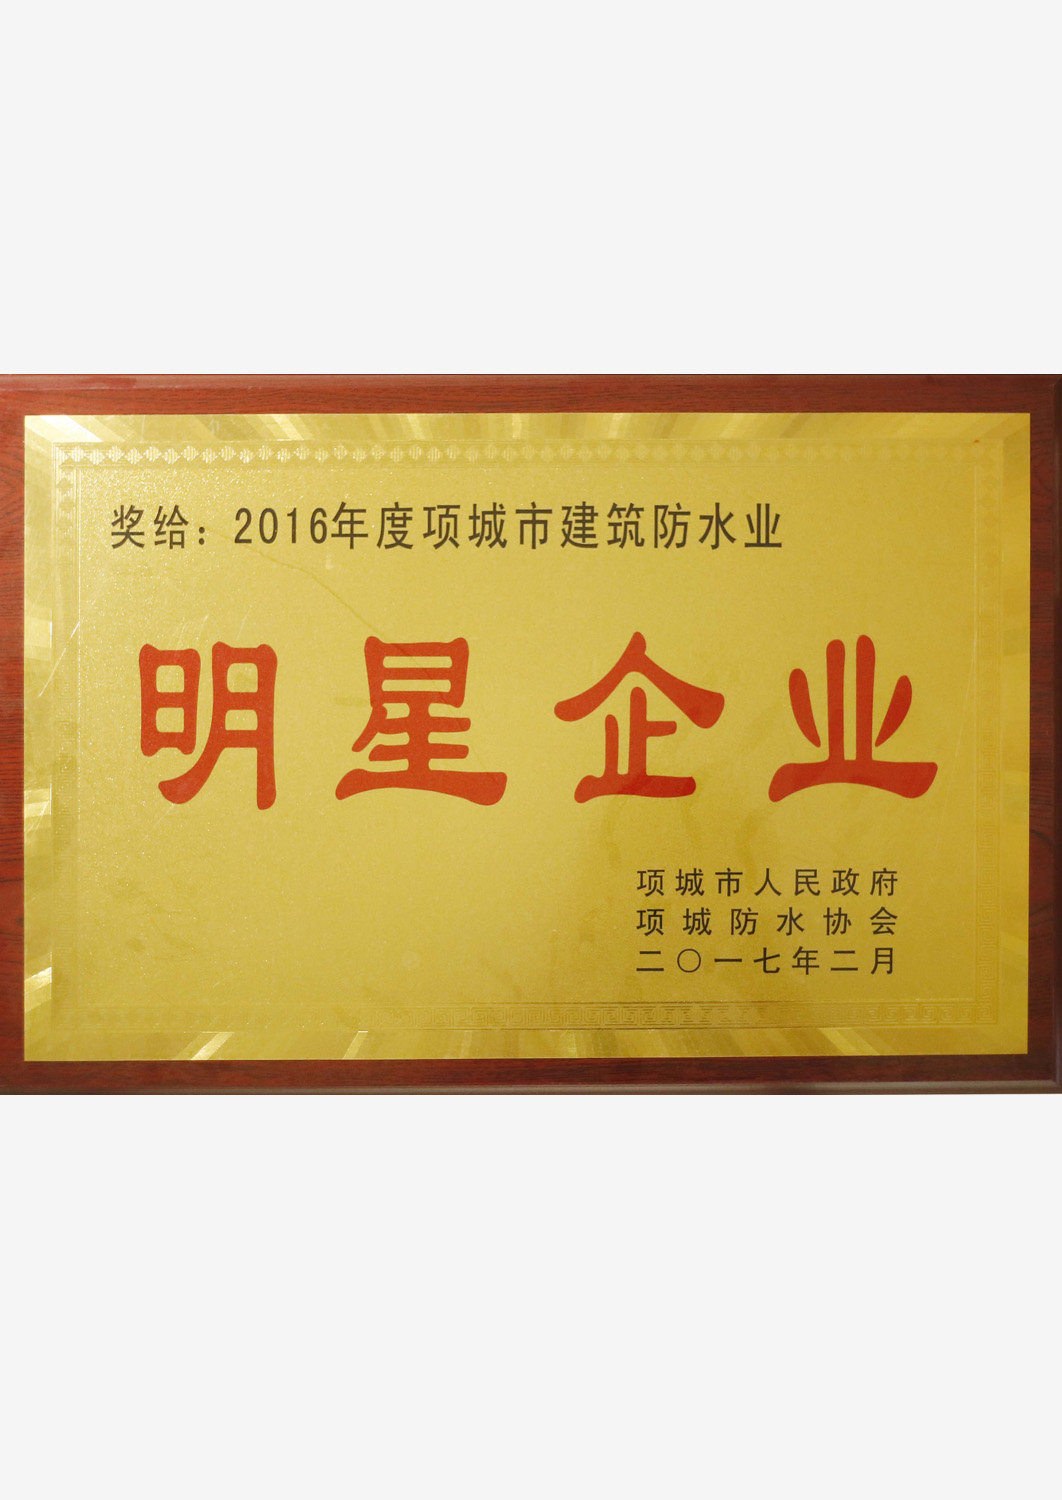 奖给：2016年度项城市建筑防水业
明星企业
项城市人民政府
项城防水协会
二〇一七年二月